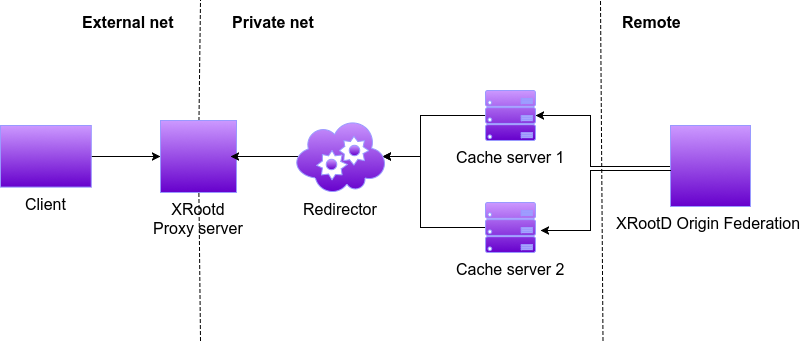 External net
Private net
Remote
Client
XRootd
Proxy server
Redirector
Cache server 1
Cache server 2
XRootD Origin Federation